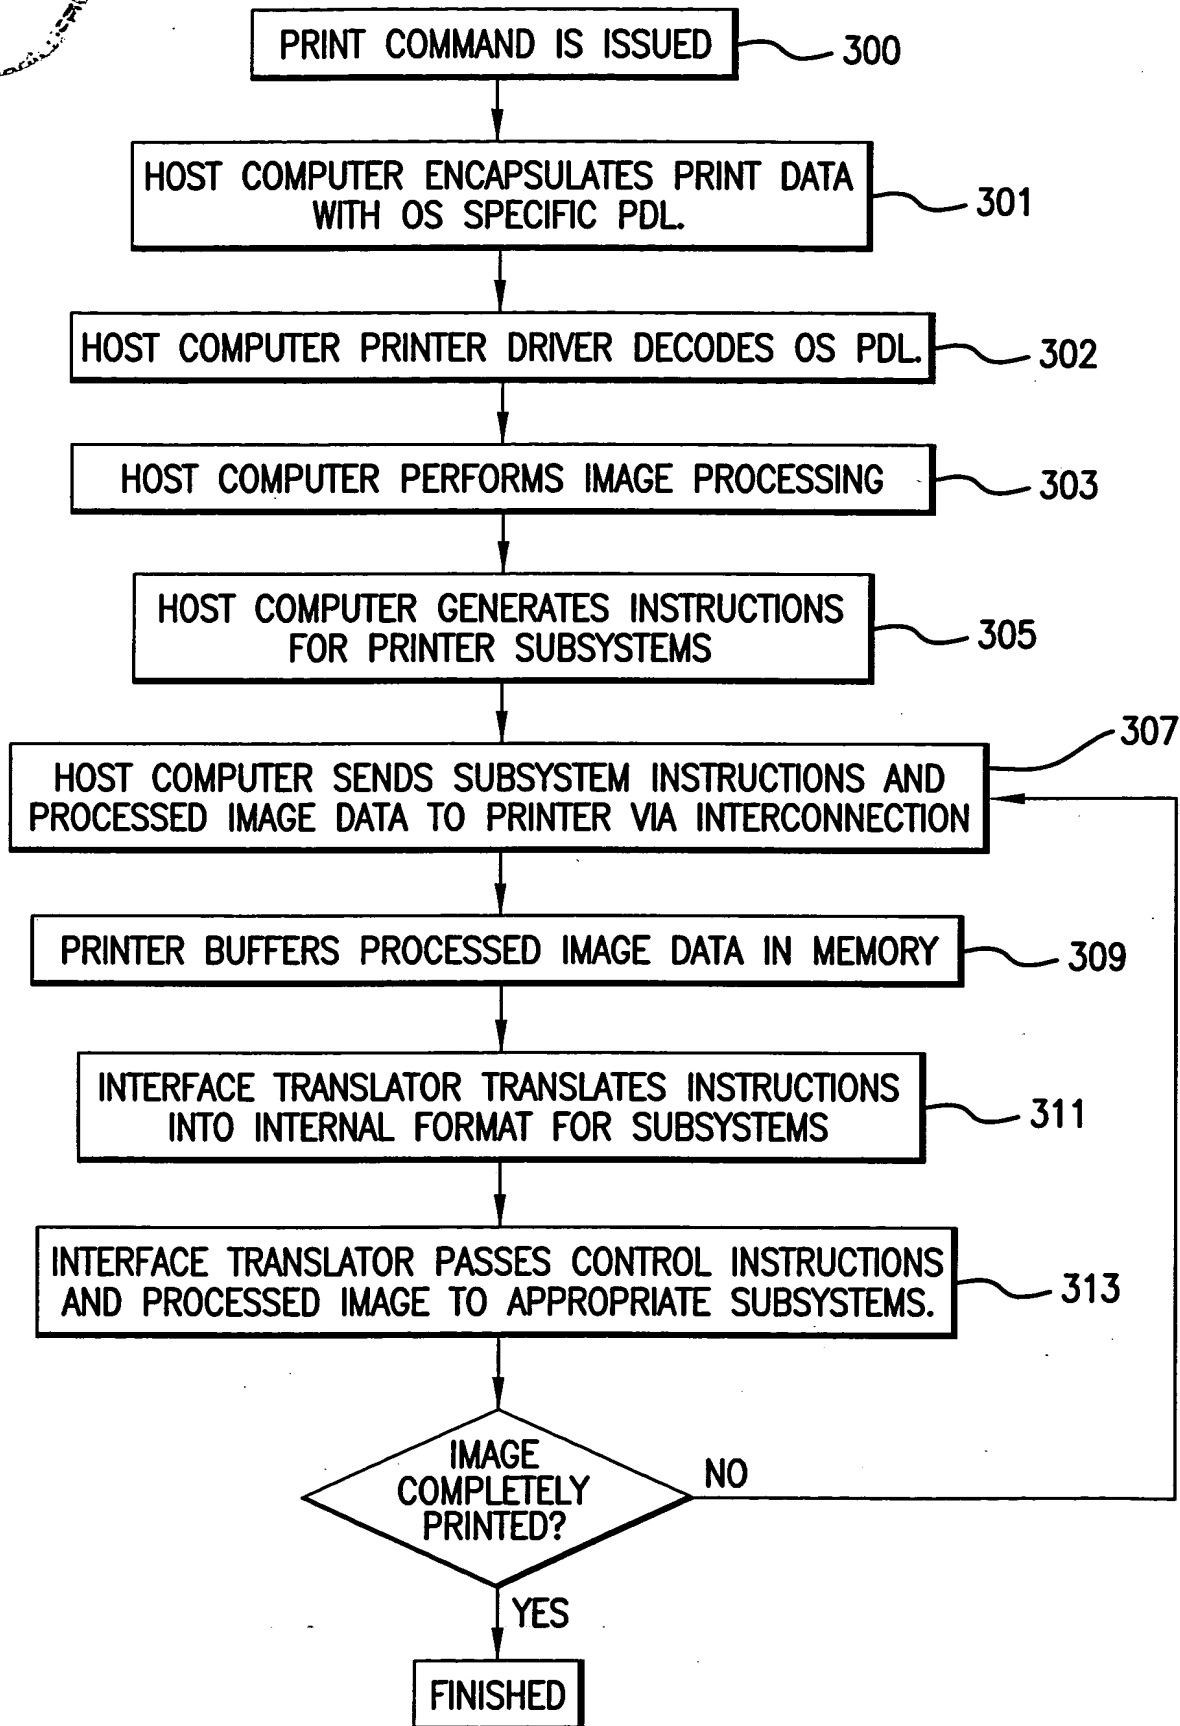 PRINT COMMAND IS ISSUED
300
HOST COMPUTER ENCAPSULATES PRINT DATA
WITH OS SPECIFIC PDL.
301
HOST COMPUTER PRINTER DRIVER DECODES OS PDL.
302
HOST COMPUTER PERFORMS IMAGE PROCESSING
303
HOST COMPUTER GENERATES INSTRUCTIONS
FOR PRINTER SUBSYSTEMS
305
307
HOST COMPUTER SENDS SUBSYSTEM INSTRUCTIONS AND
PROCESSED IMAGE DATA TO PRINTER VIA INTERCONNECTION
PRINTER BUFFERS PROCESSED IMAGE DATA IN MEMORY
309
INTERFACE TRANSLATOR TRANSLATES INSTRUCTIONS
INTO INTERNAL FORMAT FOR SUBSYSTEMS
311
INTERFACE TRANSLATOR PASSES CONTROL INSTRUCTIONS
AND PROCESSED IMAGE TO APPROPRIATE SUBSYSTEMS.
313
IMAGE
COMPLETELY
PRINTED?
NO
YES
FINISHED